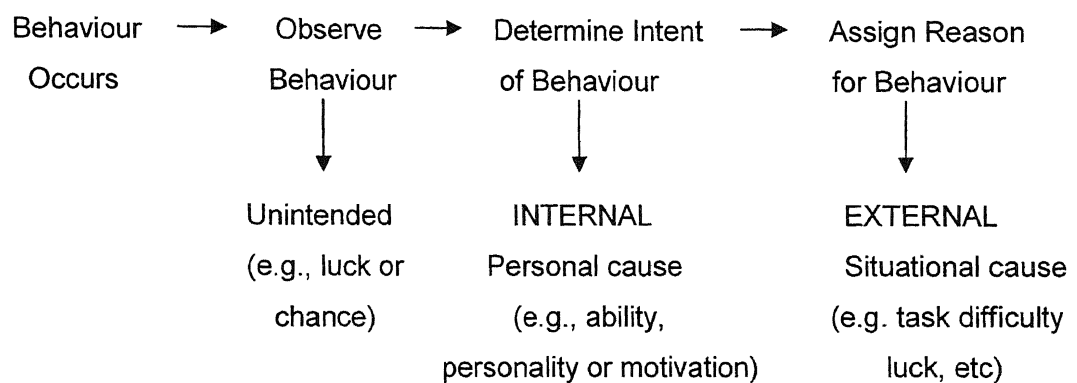 Behaviour Observe Determine Intent Assign Reason
Occurs Behaviour of Behaviour for Behaviour
Unintended INTERNAL EXTERNAL
(e.g., luck or Personal cause Situational cause
chance) (e.g., ability, (e.g. task difficulty
personality or motivation) luck, etc)